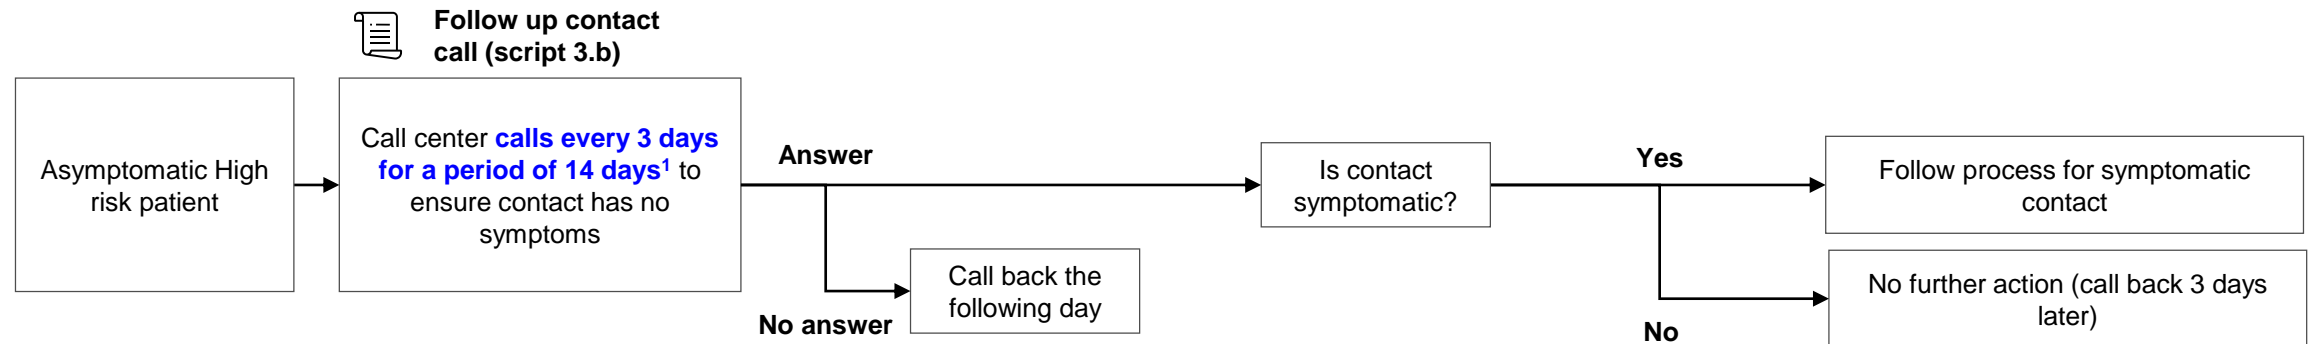 Follow up contact
call (script 3.b)
Asymptomatic High
risk patient
Call center calls every 3 days
for a period of 14 days¹ to
ensure contact has no
symptoms
Answer
No answer
Call back the
following day
Is contact
symptomatic?
Yes
No
Follow process for symptomatic
contact
No further action (call back 3 days
later)